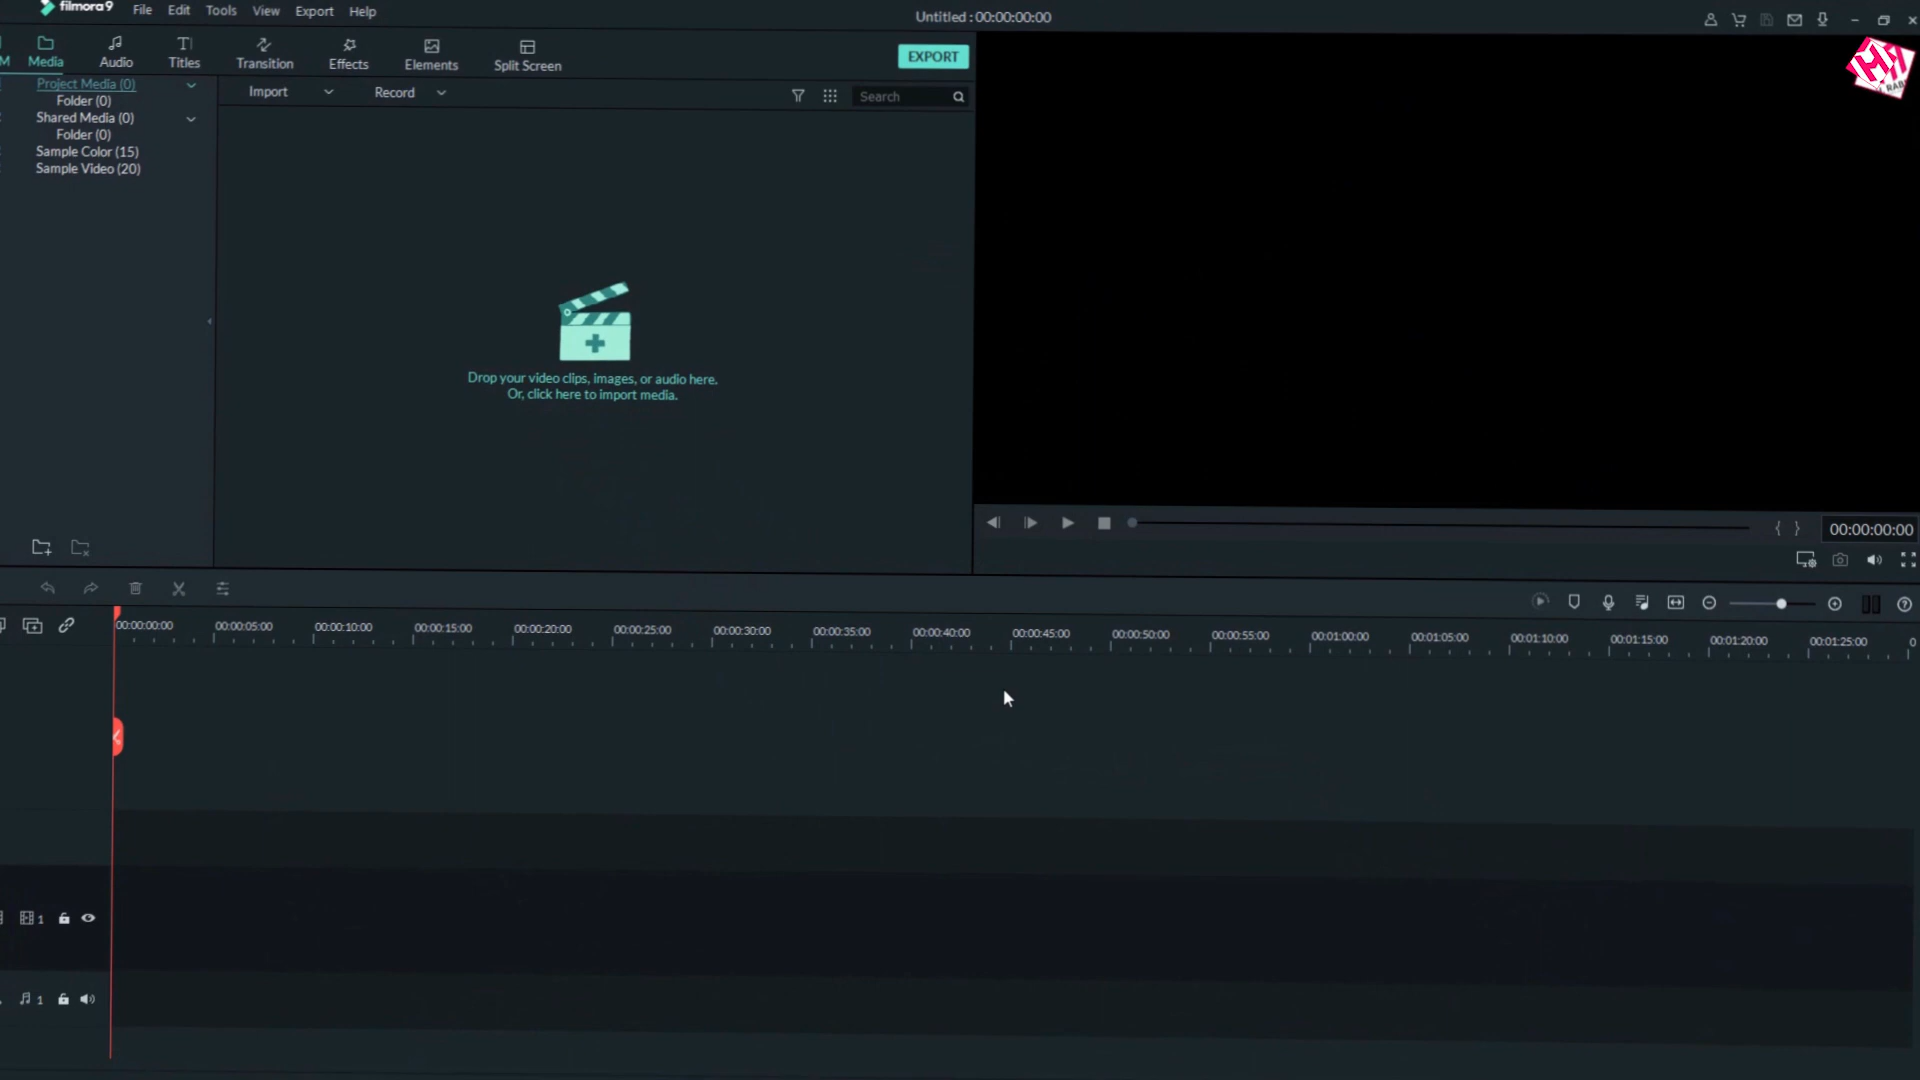 filmora9 File Edit Tools View Export Help Untitled : 00:00:00:00
Media Audio Titles Transition Effects Elements Split Screen EXPORT
Project Media (0)
Folder (0)
Shared Media (0)
Folder (0)
Sample Color (15)
Sample Video (20)
Import Record Search
Drop your video clips, images, or audio here.
Or, click here to import media.
00:00:00:00
00:00:00:00 00:00:05:00 00:00:10:00 00:00:15:00 00:00:20:00 00:00:25:00 00:00:30:00 00:00:35:00 00:00:40:00 00:00:45:00 00:00:50:00 00:00:55:00 00:01:00:00 00:01:05:00 00:01:10:00 00:01:15:00 00:01:20:00 00:01:25:00 0
1
1